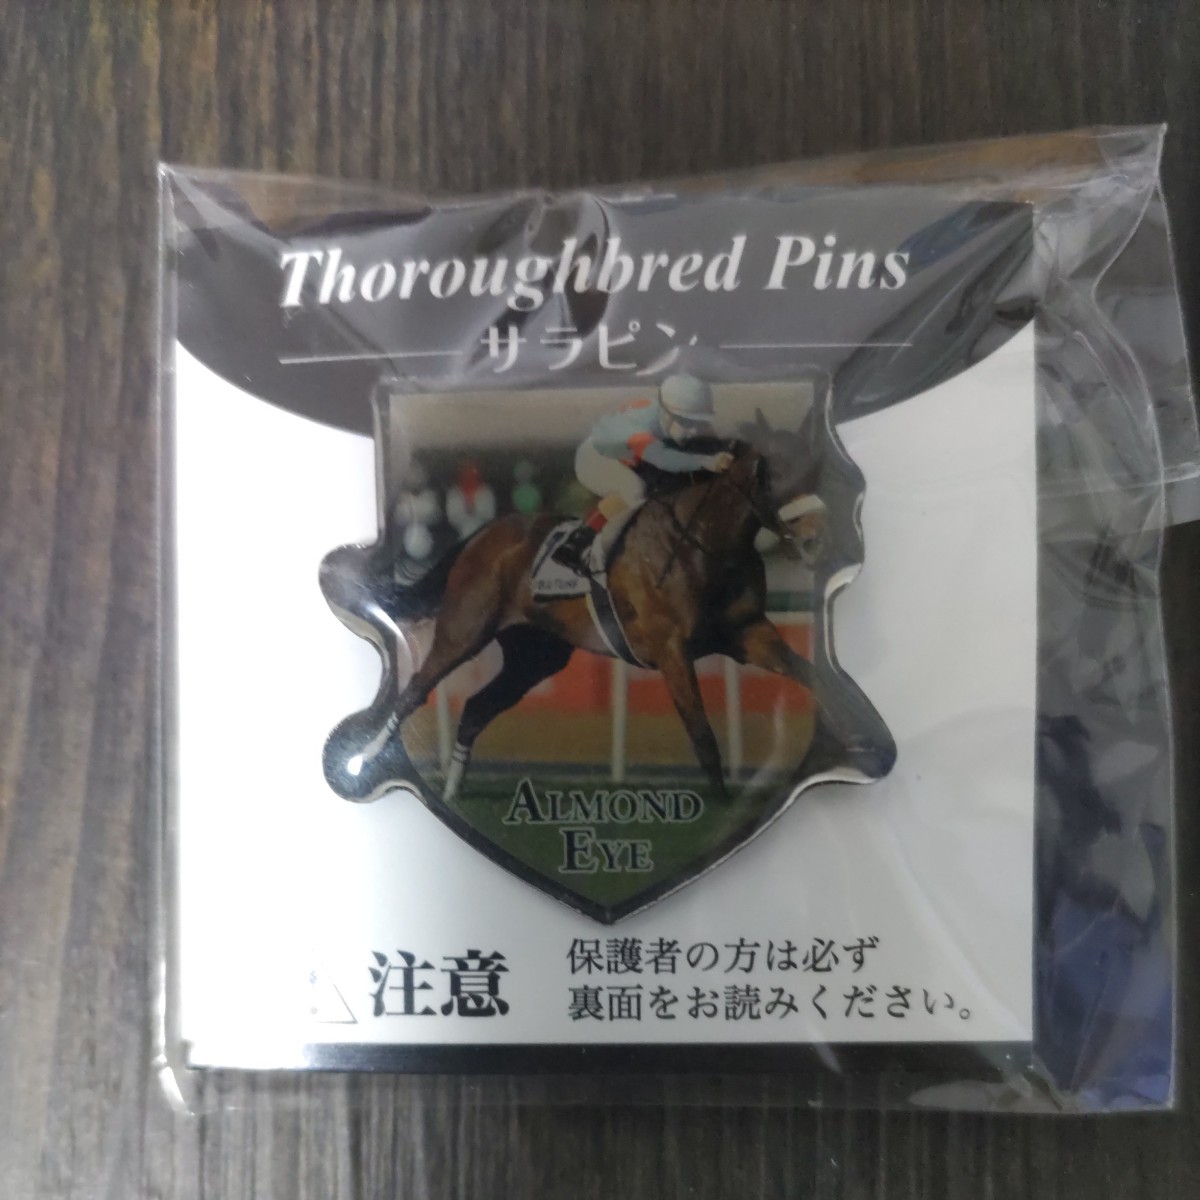 Thoroughbred Pins
サラピン
ALMOND
EYE
注意
保護者の方は必ず
裏面をお読みください。